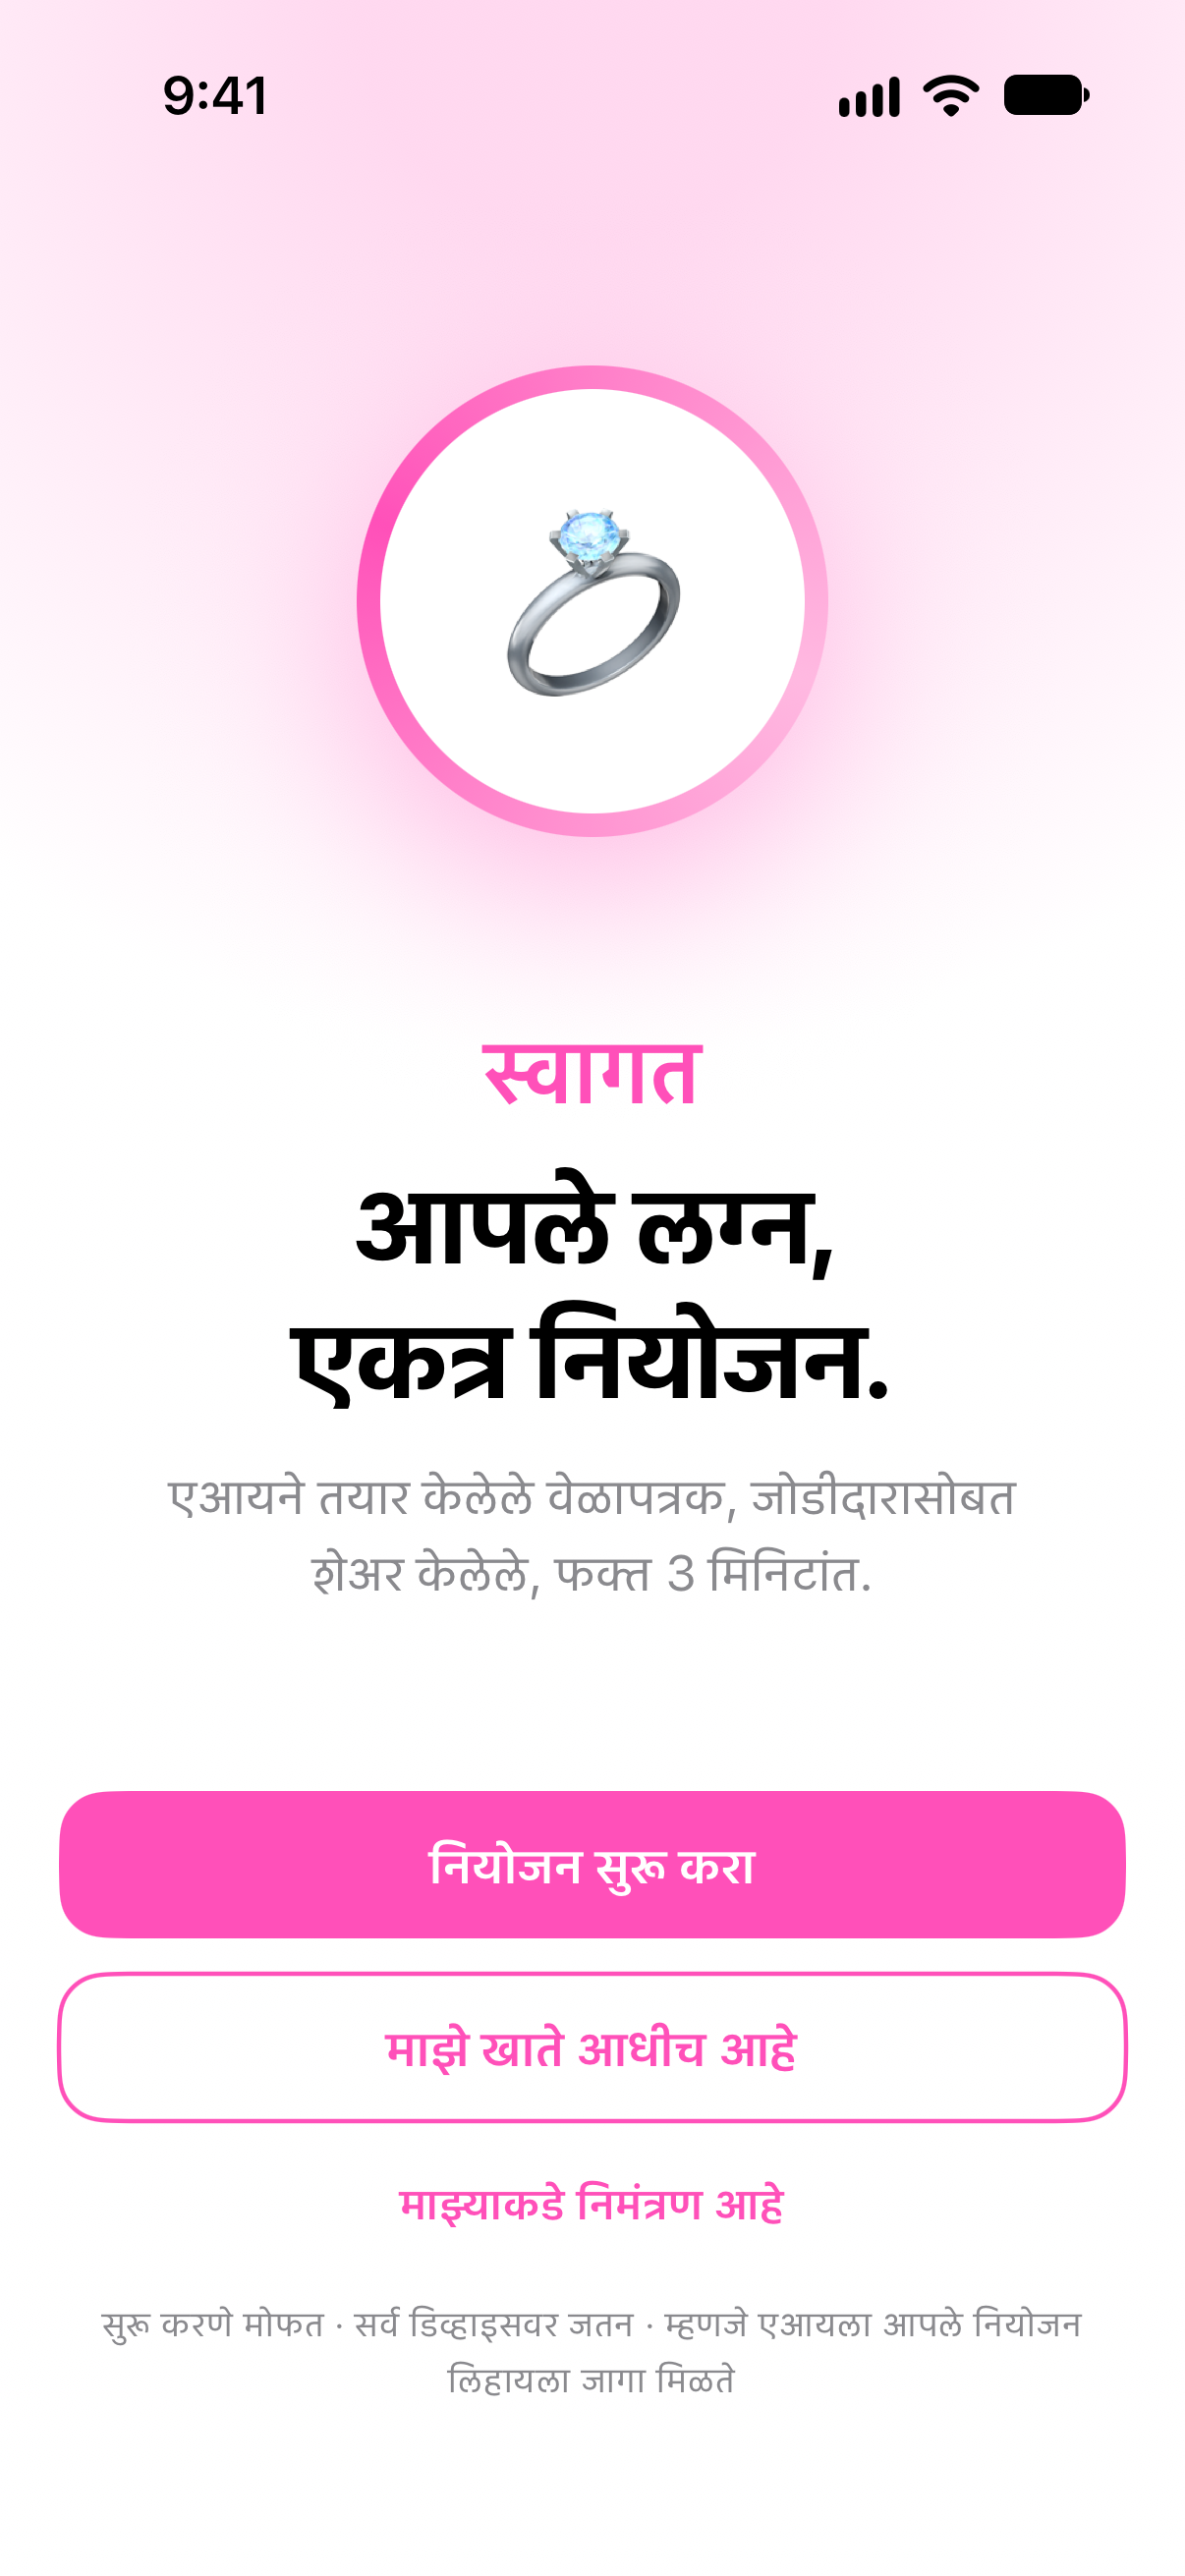 9:41
स्वागत
आपले लग्न,
एकत्र नियोजन.
एआयने तयार केलेले वेळापत्रक, जोडीदारासोबत
शेअर केलेले, फक्त 3 मिनिटांत.
नियोजन सुरू करा
माझे खाते आधीच आहे
माझ्याकडे निमंत्रण आहे
सुरू करणे मोफत · सर्व डिव्हाइसवर जतन · म्हणजे एआयला आपले नियोजन
लिहायला जागा मिळते